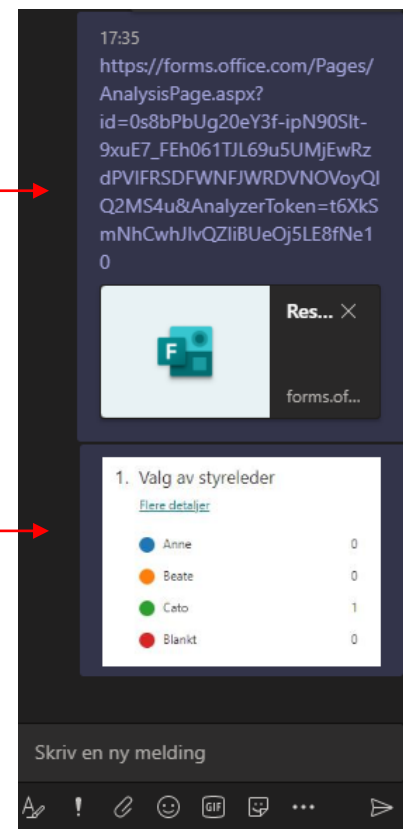 17:35
https://forms.office.com/Pages/
AnalysisPage.aspx?
id=0s8bPbUg20eY3f-ipN90SIt-
9xuE7_FEh061TJL69u5UMjEwRz
dPVIFRSDFWNFJWRDVNOVoyQl
Q2MS4u&AnalyzerToken=t6XkS
mNhCwhJlvQZliBUeOj5LE8fNe1
0
Res...
F
forms.of...
1. Valg av styreleder
Flere detaljer
Anne 0
Beate 0
Cato 1
Blankt 0
Skriv en ny melding
GIF